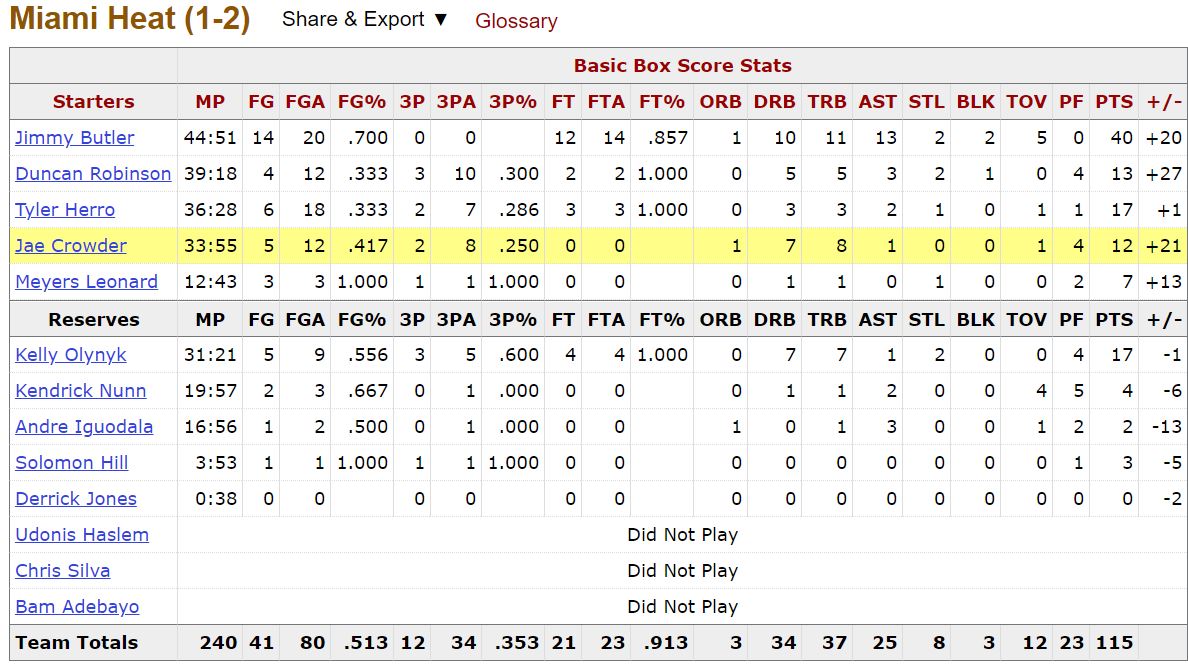 Miami Heat (1-2) Share & Export ▼ Glossary
Basic Box Score Stats
Starters MP FG FGA FG% 3P 3PA 3P% FT FTA FT% ORB DRB TRB AST STL BLK TOV PF PTS +/-
Jimmy Butler 44:51 14 20 .700 0 0 12 14 .857 1 10 11 13 2 2 5 0 40 +20
Duncan Robinson 39:18 4 12 .333 3 10 .300 2 2 1.000 0 5 5 3 2 1 0 4 13 +27
Tyler Herro 36:28 6 18 .333 2 7 .286 3 3 1.000 0 3 3 2 1 0 1 1 17 +1
Jae Crowder 33:55 5 12 .417 2 8 .250 0 0 1 7 8 1 0 0 1 4 12 +21
Meyers Leonard 12:43 3 3 1.000 1 1 1.000 0 0 0 1 1 0 1 0 0 2 7 +13
Reserves MP FG FGA FG% 3P 3PA 3P% FT FTA FT% ORB DRB TRB AST STL BLK TOV PF PTS +/-
Kelly Olynyk 31:21 5 9 .556 3 5 .600 4 4 1.000 0 7 7 1 2 0 0 4 17 -1
Kendrick Nunn 19:57 2 3 .667 0 1 .000 0 0 0 1 1 2 0 0 4 5 4 -6
Andre Iguodala 16:56 1 2 .500 0 1 .000 0 0 1 0 1 3 0 0 1 2 2 -13
Solomon Hill 3:53 1 1 1.000 1 1 1.000 0 0 0 0 0 0 0 0 0 1 3 -5
Derrick Jones 0:38 0 0 0 0 0 0 0 0 0 0 0 0 0 0 0 -2
Udonis Haslem Did Not Play
Chris Silva Did Not Play
Bam Adebayo Did Not Play
Team Totals 240 41 80 .513 12 34 .353 21 23 .913 3 34 37 25 8 3 12 23 115